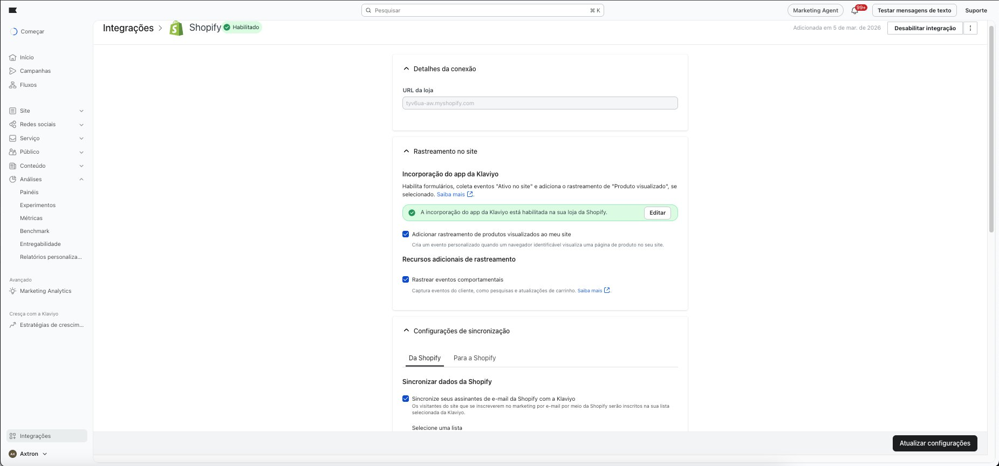 Pesquisar
⌘ K
Marketing Agent
99+
Testar mensagens de texto
Suporte
Começar
Início
Campanhas
Fluxos
Site
Redes sociais
Serviço
Público
Conteúdo
Análises
Painéis
Experimentos
Métricas
Benchmark
Entregabilidade
Relatórios personaliza...
Avançado
Marketing Analytics
Cresça com a Klaviyo
Estratégias de crescim...
Integrações
AX
Axtron
Integrações
Shopify
Habilitado
Adicionada em 5 de mar. de 2026
Desabilitar integração
Detalhes da conexão
URL da loja
tyv6ua-aw.myshopify.com
Rastreamento no site
Incorporação do app da Klaviyo
Habilita formulários, coleta eventos "Ativo no site" e adiciona o rastreamento de "Produto visualizado", se
selecionado. Saiba mais.
A incorporação do app da Klaviyo está habilitada na sua loja da Shopify.
Editar
Adicionar rastreamento de produtos visualizados ao meu site
Cria um evento personalizado quando um navegador identificável visualiza uma página de produto no seu site.
Recursos adicionais de rastreamento
Rastrear eventos comportamentais
Captura eventos do cliente, como pesquisas e atualizações de carrinho. Saiba mais.
Configurações de sincronização
Da Shopify
Para a Shopify
Sincronizar dados da Shopify
Sincronize seus assinantes de e-mail da Shopify com a Klaviyo
Os visitantes do site que se inscreverem no marketing por e-mail por meio da Shopify serão inscritos na sua lista
selecionada da Klaviyo.
Selecione uma lista
Atualizar configurações